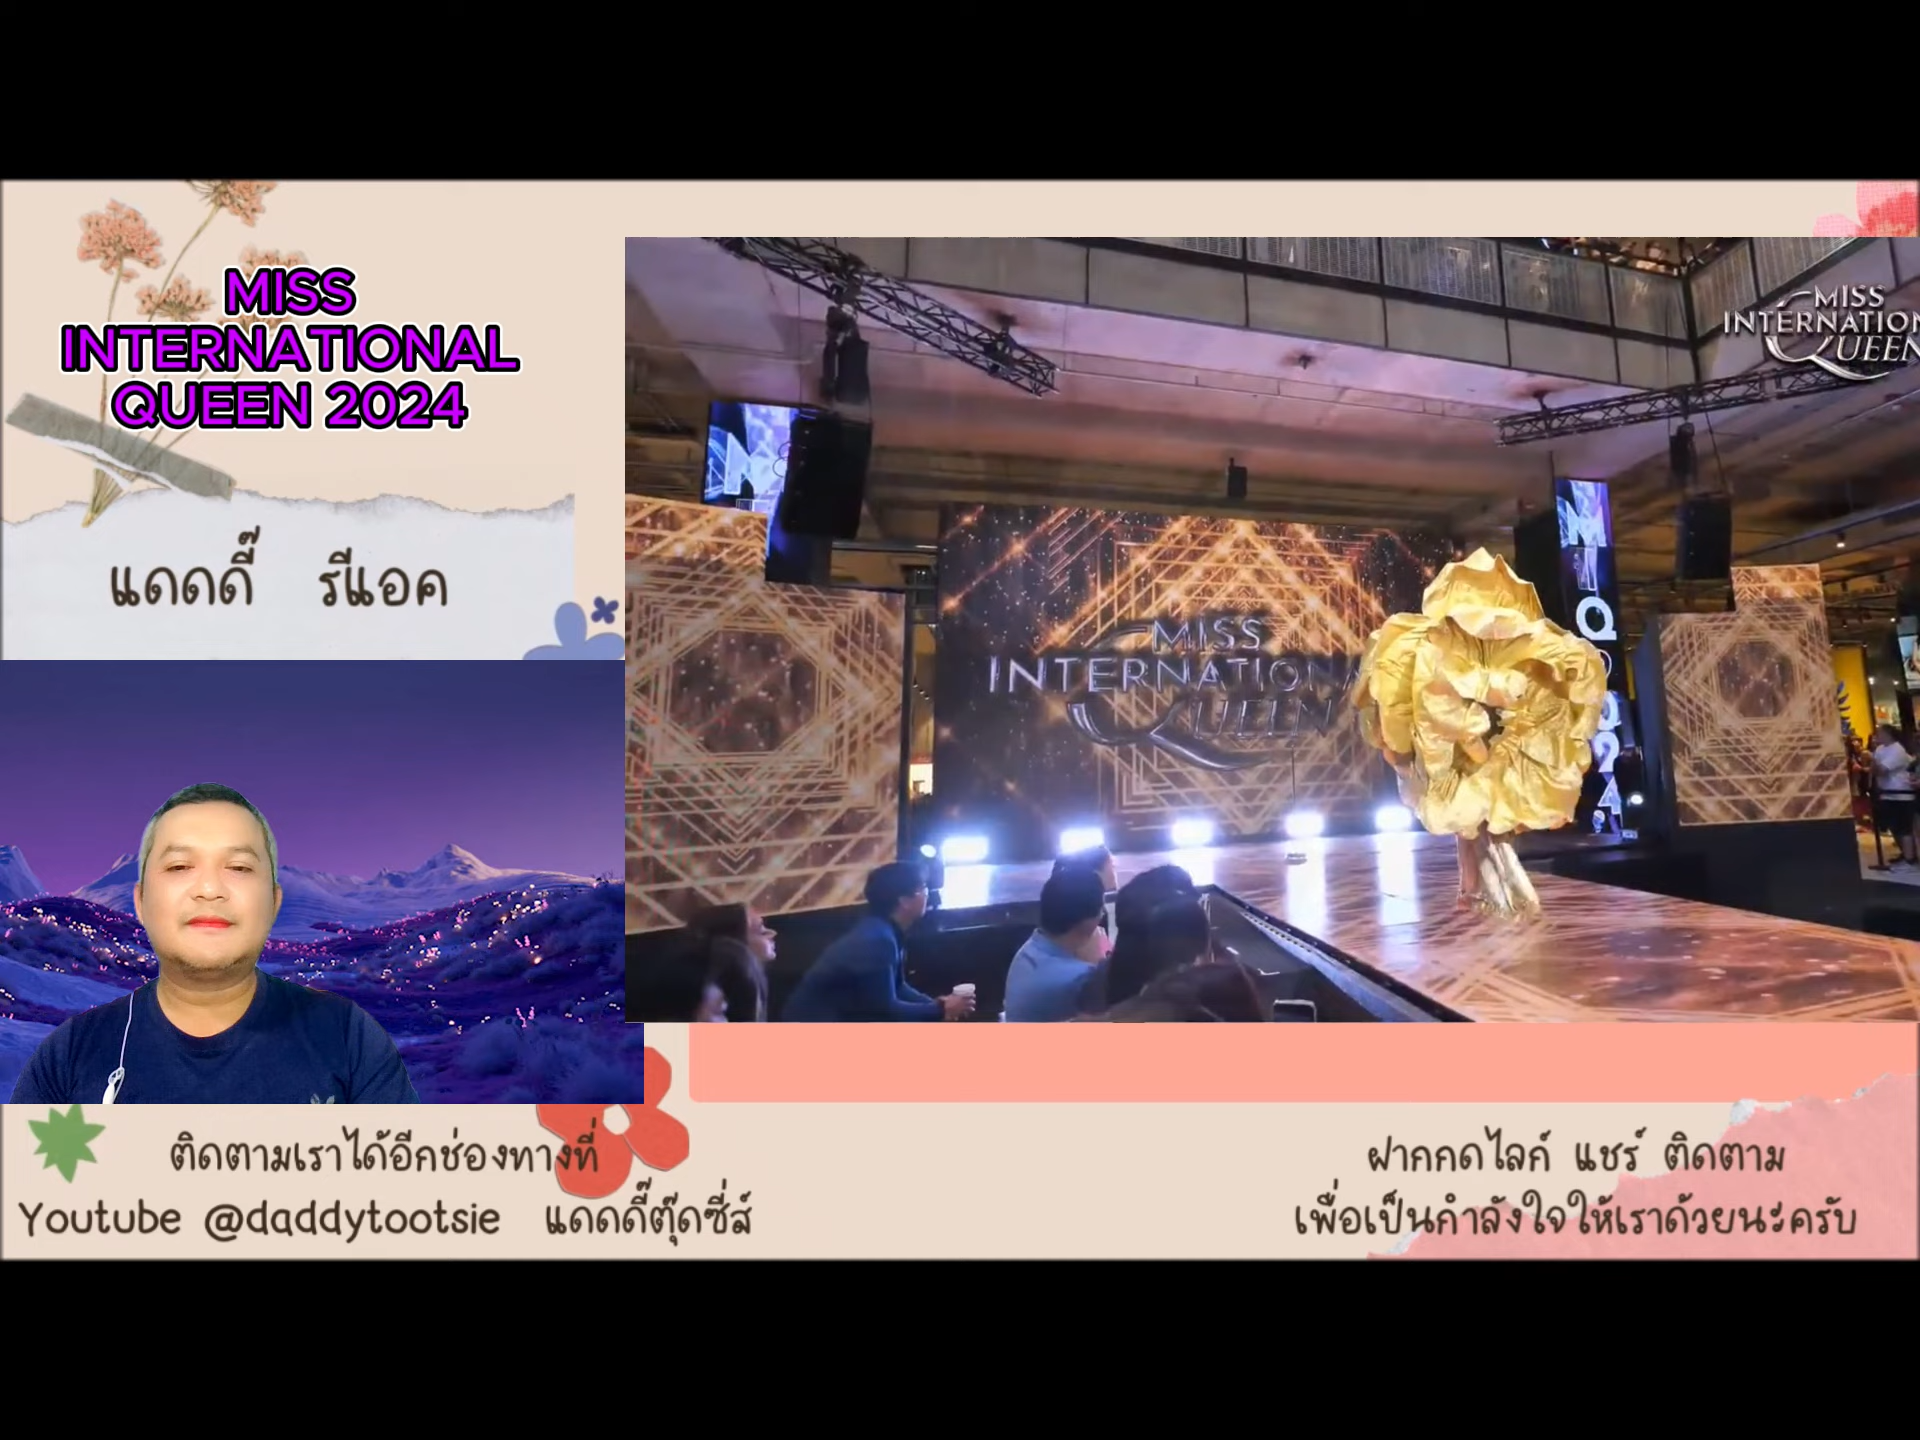 MISS
INTERNATIONAL
QUEEN 2024
แดดดี๊ รีแอค
MISS
INTERNATION
QUEEN
MISS
INTERNATIONA
QUEEN
M
MIQ
2024
ติดตามเราได้อีกช่องทางที่
Youtube @daddytootsie แดดดี๊ตุ๊ดซี่ส์
ฝากกดไลก์ แชร์ ติดตาม
เพื่อเป็นกำลังใจให้เราด้วยนะครับ